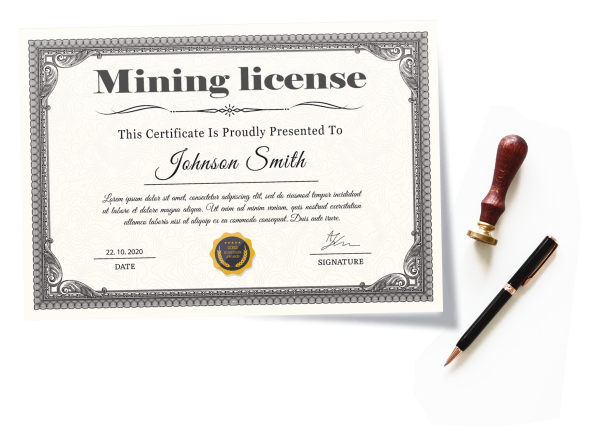 Mining license
This Certificate Is Proudly Presented To
Johnson Smith
Lorem ipsum dolor sit amet, consectetur adipiscing elit, sed do eiusmod tempor incididunt
ut labore et dolore magna aliqua. Ut enim ad minim veniam, quis nostrud exercitation
ullamco laboris nisi ut aliquip ex ea commodo consequat. Duis aute irure.
22. 10. 2020
DATE
SIGNATURE